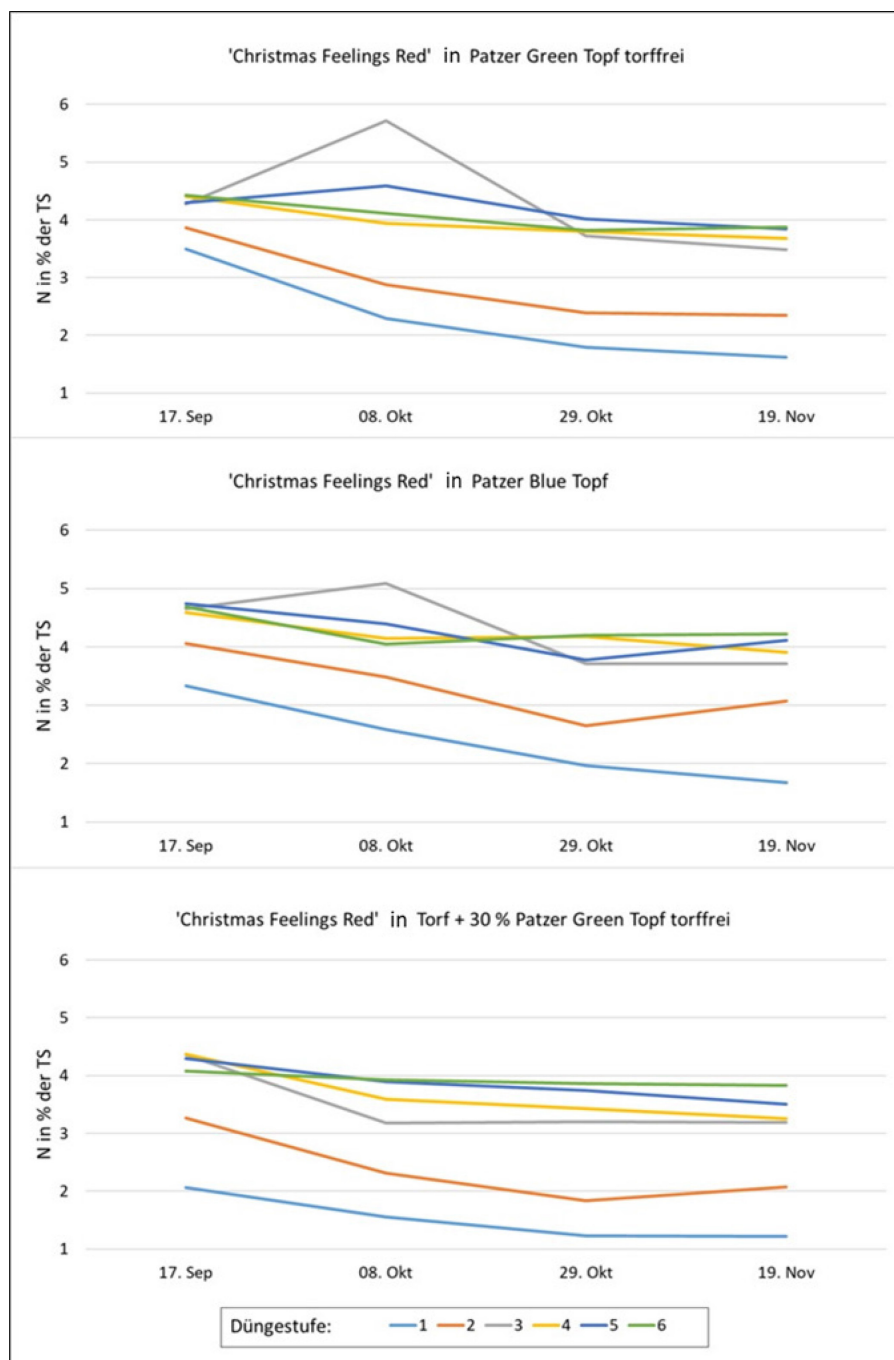 'Christmas Feelings Red' in Patzer Green Topf torffrei
6
5
4
3
2
1
N in % der TS
17. Sep 08. Okt 29. Okt 19. Nov
'Christmas Feelings Red' in Patzer Blue Topf
6
5
4
3
2
1
N in % der TS
17. Sep 08. Okt 29. Okt 19. Nov
'Christmas Feelings Red' in Torf + 30 % Patzer Green Topf torffrei
6
5
4
3
2
1
N in % der TS
17. Sep 08. Okt 29. Okt 19. Nov
Düngestufe: 1 2 3 4 5 6